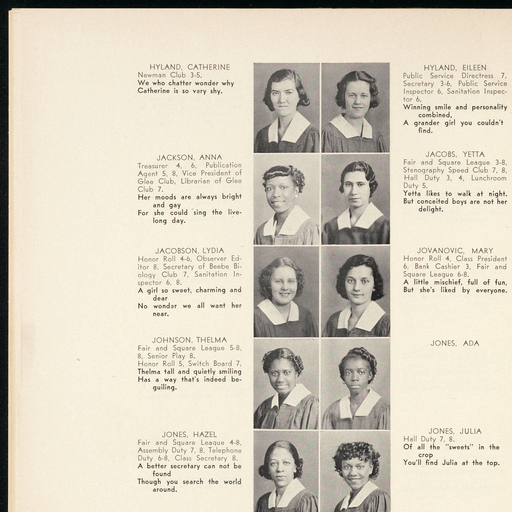 HYLAND, CATHERINE
Newman Club 3-5.
We who chatter wonder why
Catherine is so very shy.
JACKSON, ANNA
Treasurer 4, 6, Publication
Agent 5, 8, Vice President of
Glee Club, Librarian of Glee
Club 7.
Her moods are always bright
and gay
For she could sing the live-
long day.
JACOBSON, LYDIA
Honor Roll 4-6, Observer Ed-
itor 8, Secretary of Beebe Bi-
ology Club 7, Sanitation In-
spector 6, 8.
A girl so sweet, charming and
dear
No wonder we all want her
near.
JOHNSON, THELMA
Fair and Square League 5-8,
8, Senior Play 8.
Honor Roll 5, Switch Board 7.
Thelma tall and quietly smiling
Has a way that's indeed be-
guiling.
JONES, HAZEL
Fair and Square League 4-8,
Assembly Duty 7, 8, Telephone
Duty 6-8, Class Secretary 8.
A better secretary can not be
found
Though you search the world
around.
HYLAND, EILEEN
Public Service Directress 7,
Secretary 3-6, Public Service
Inspector 6, Sanitation Inspec-
tor 6.
Winning smile and personality
combined,
A grander girl you couldn't
find.
JACOBS, YETTA
Fair and Square League 3-8,
Stenography Speed Club 7, 8,
Hall Duty 3, 4, Lunchroom
Duty 5.
Yetta likes to walk at night.
But conceited boys are not her
delight.
JOVANOVIC, MARY
Honor Roll 4, Class President
6, Bank Cashier 3, Fair and
Square League 6-8.
A little mischief, full of fun,
But she's liked by everyone.
JONES, ADA
JONES, JULIA
Hall Duty 7, 8.
Of all the "sweets" in the
crop
You'll find Julia at the top.